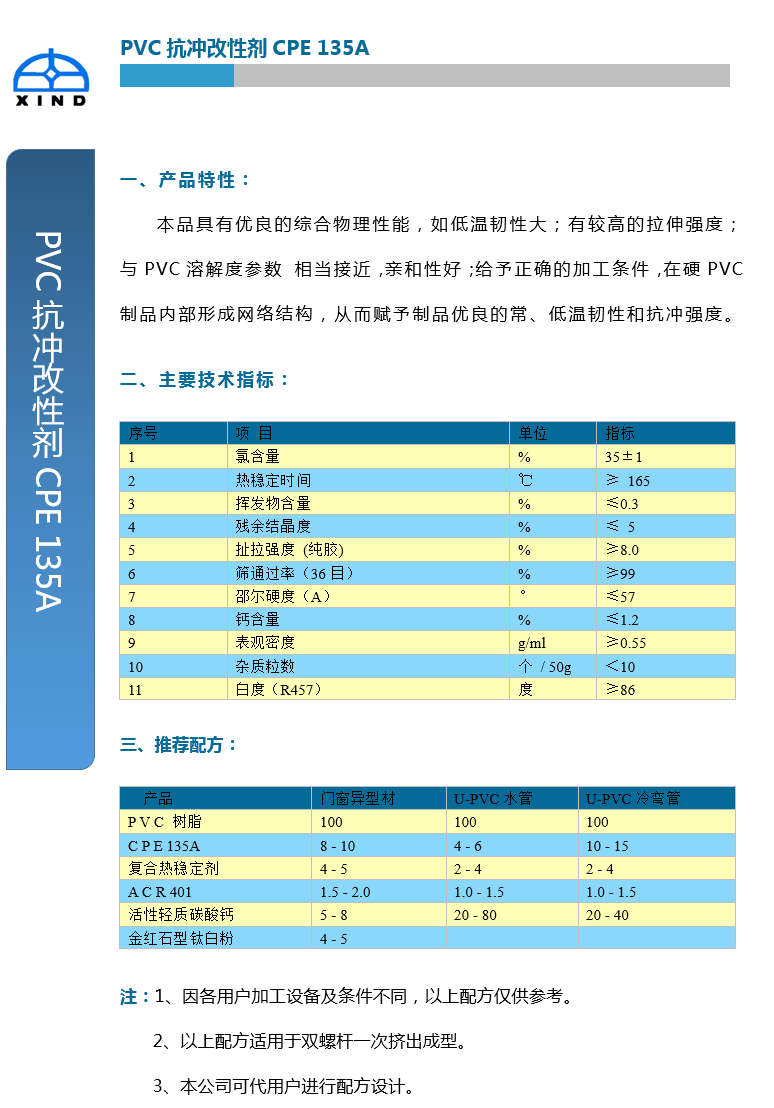 PVC 抗冲改性剂 CPE 135A
XIND
PVC 抗冲改性剂 CPE 135A
一、产品特性：
本品具有优良的综合物理性能，如低温韧性大；有较高的拉伸强度；
与 PVC 溶解度参数 相当接近,亲和性好;给予正确的加工条件,在硬 PVC
制品内部形成网络结构，从而赋予制品优良的常、低温韧性和抗冲强度。
二、主要技术指标：
序号 项 目 单位 指标
1 氯含量 % 35±1
2 热稳定时间 ℃ ≥ 165
3 挥发物含量 % ≤0.3
4 残余结晶度 % ≤ 5
5 扯拉强度 (纯胶) % ≥8.0
6 筛通过率（36 目） % ≥99
7 邵尔硬度（A） ° ≤57
8 钙含量 % ≤1.2
9 表观密度 g/ml ≥0.55
10 杂质粒数 个 / 50g ＜10
11 白度（R457） 度 ≥86
三、推荐配方：
产品 门窗异型材 U-PVC 水管 U-PVC 冷弯管
P V C 树脂 100 100 100
C P E 135A 8 - 10 4 - 6 10 - 15
复合热稳定剂 4 - 5 2 - 4 2 - 4
A C R 401 1.5 - 2.0 1.0 - 1.5 1.0 - 1.5
活性轻质碳酸钙 5 - 8 20 - 80 20 - 40
金红石型钛白粉 4 - 5
注：1、因各用户加工设备及条件不同，以上配方仅供参考。
2、以上配方适用于双螺杆一次挤出成型。
3、本公司可代用户进行配方设计。